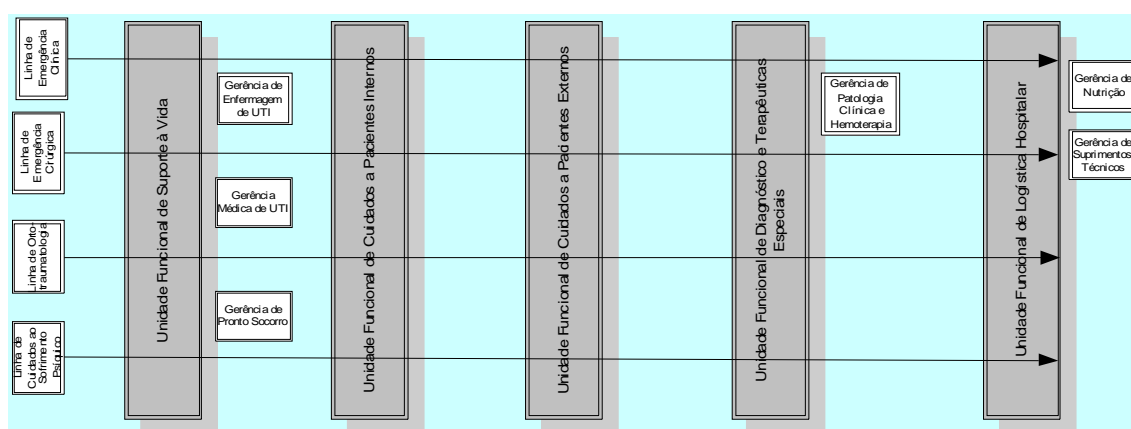 Linha de
Emergência
Clínica
Linha de
Emergência
Cirúrgica
Linha de Orto-
traumatologia
Linha de
Cuidados ao
Sofrimento
Psíquico
Unidade Funcional de Suporte à Vida
Gerência de
Enfermagem
de UTI
Gerência
Médica de UTI
Gerência de
Pronto Socorro
Unidade Funcional de Cuidados a Pacientes Internos
Unidade Funcional de Cuidados a Pacientes Externos
Unidade Funcional de Diagnóstico e Terapêuticas
Especiais
Gerência de
Patologia
Clínica e
Hemoterapia
Unidade Funcional de Logística Hospitalar
Gerência de
Nutrição
Gerência de
Suprimentos
Técnicos